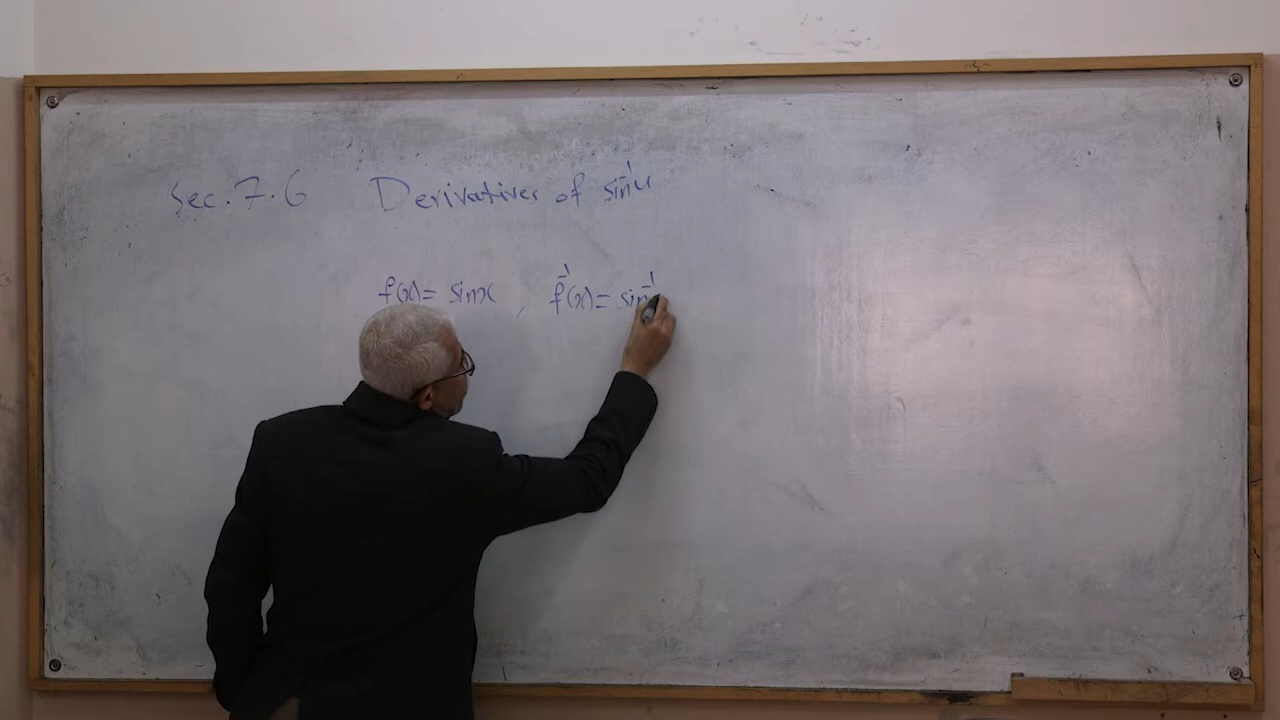 Sec. 7.6 Derivatives of sin⁻¹u
f(x) = sinx , f⁻¹(x) = sin⁻¹